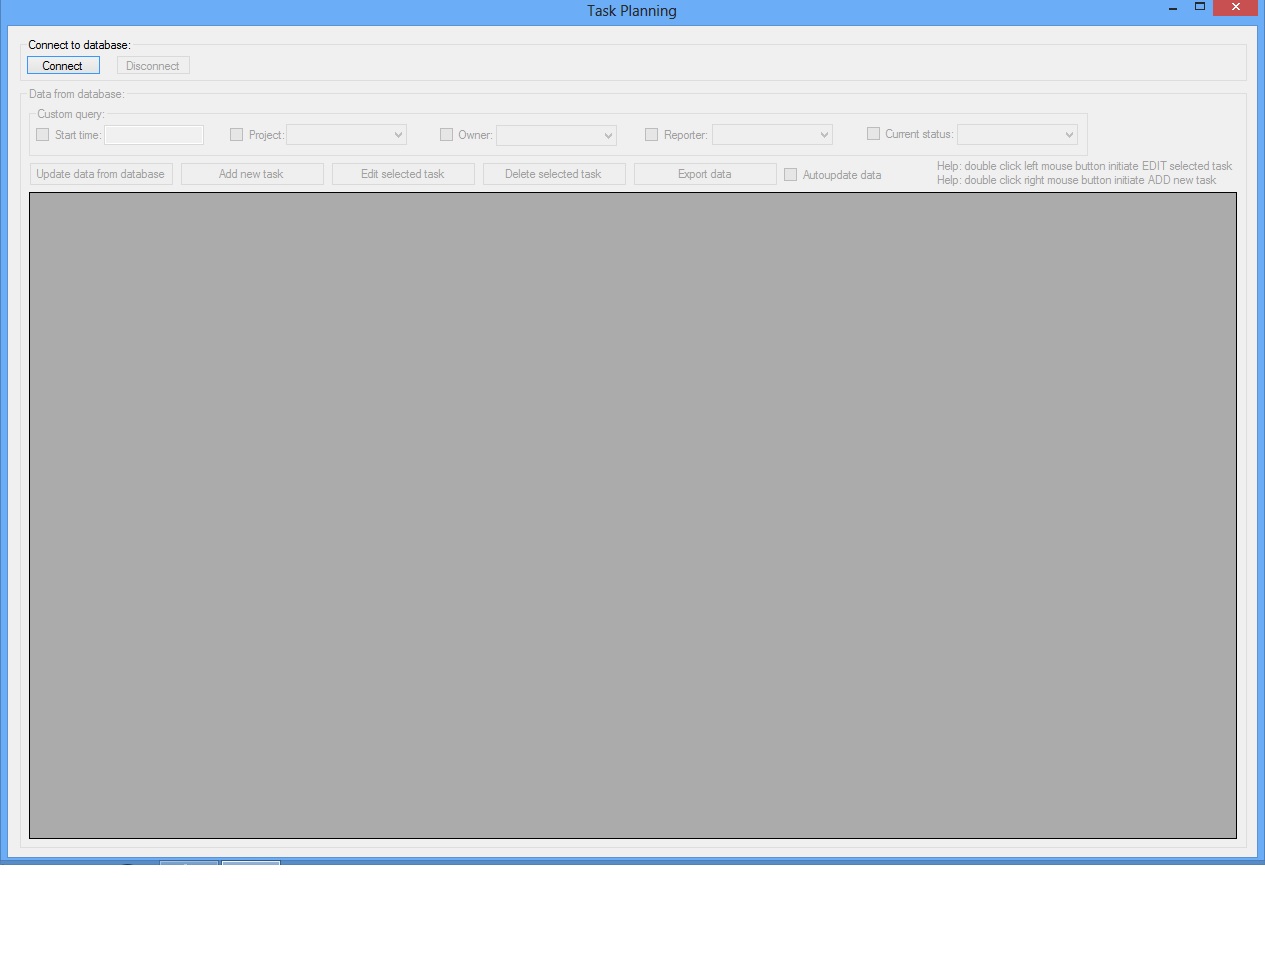 Task Planning
Connect to database:
Connect Disconnect
Data from database:
Custom query:
Start time: Project: Owner: Reporter: Current status:
Update data from database Add new task Edit selected task Delete selected task Export data Autoupdate data
Help: double click left mouse button initiate EDIT selected task
Help: double click right mouse button initiate ADD new task